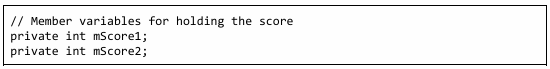 // Member variables for holding the score
private int mScore1;
private int mScore2;